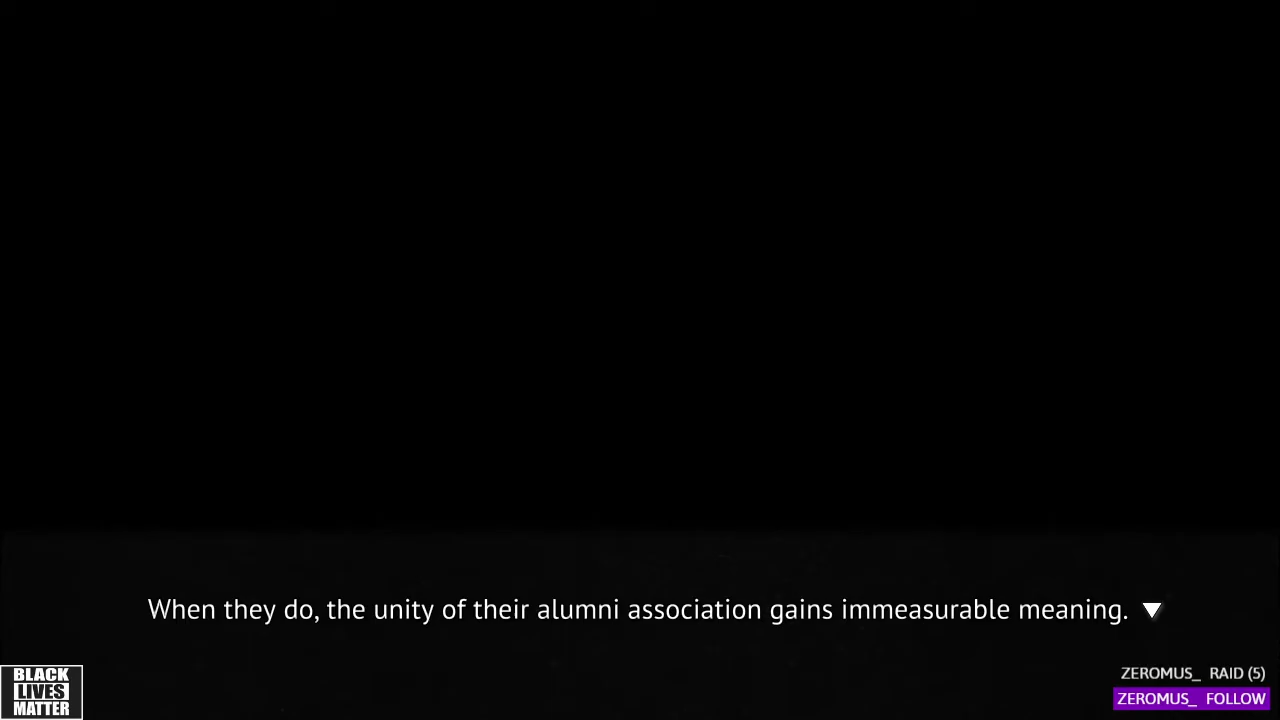 When they do, the unity of their alumni association gains immeasurable meaning.
BLACK
LIVES
MATTER
ZEROMUS_ RAID (5)
ZEROMUS_ FOLLOW